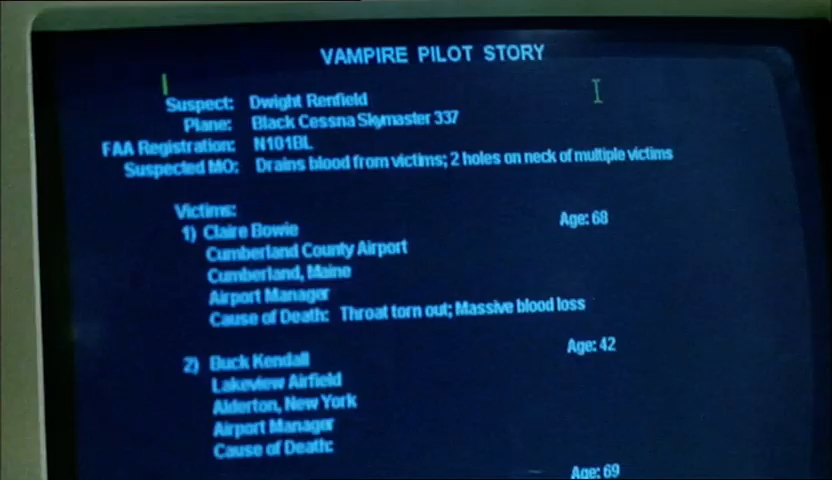 VAMPIRE PILOT STORY
Suspect: Dwight Renfield
Plane: Black Cessna Skymaster 337
FAA Registration: N101BL
Suspected MO: Drains blood from victims; 2 holes on neck of multiple victims
Victims:
1) Claire Bowie Age: 68
Cumberland County Airport
Cumberland, Maine
Airport Manager
Cause of Death: Throat torn out; Massive blood loss
2) Buck Kendall Age: 42
Lakeview Airfield
Alderton, New York
Airport Manager
Cause of Death:
Age: 69